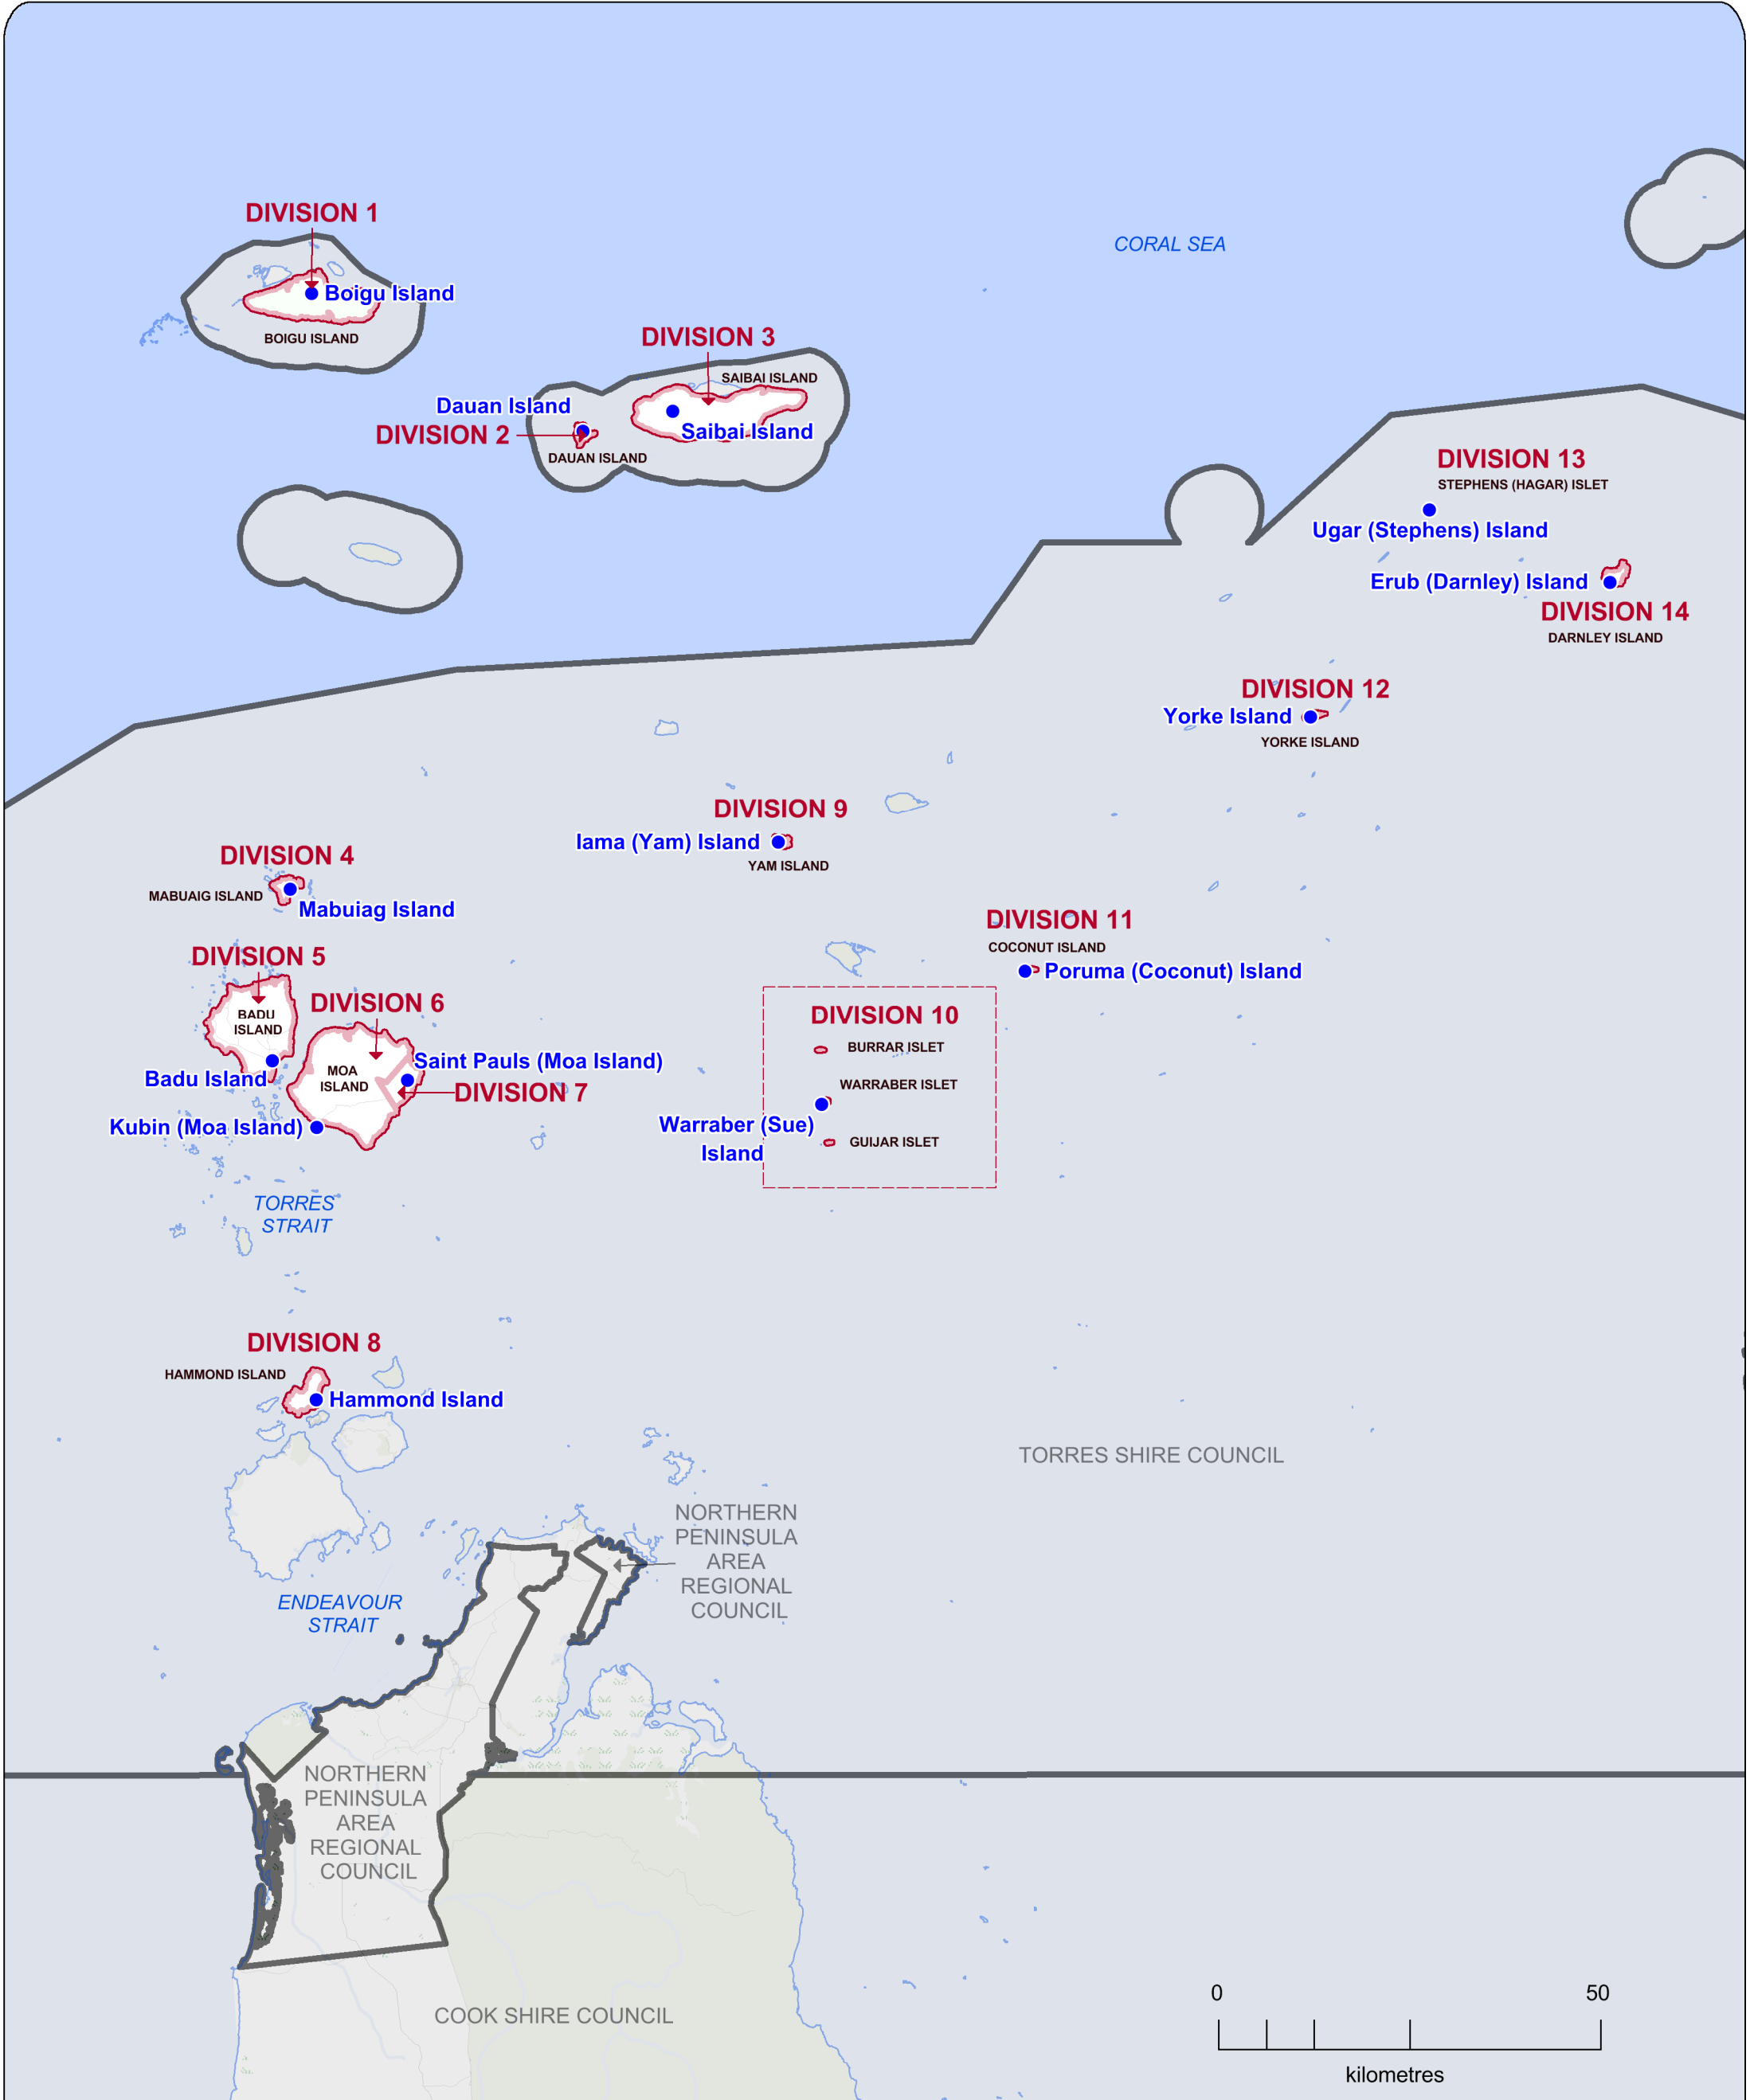 DIVISION 1
CORAL SEA
Boigu Island
BOIGU ISLAND
DIVISION 3
SAIBAI ISLAND
Dauan Island
DIVISION 2
Saibai Island
DAUAN ISLAND
DIVISION 13
STEPHENS (HAGAR) ISLET
Ugar (Stephens) Island
Erub (Darnley) Island
DIVISION 14
DARNLEY ISLAND
DIVISION 12
Yorke Island
YORKE ISLAND
DIVISION 9
Iama (Yam) Island
YAM ISLAND
DIVISION 4
MABUAIG ISLAND
Mabuiag Island
DIVISION 11
COCONUT ISLAND
Poruma (Coconut) Island
DIVISION 5
BADU
ISLAND
DIVISION 6
MOA
ISLAND
Saint Pauls (Moa Island)
Badu Island
DIVISION 7
Kubin (Moa Island)
DIVISION 10
BURRAR ISLET
WARRABER ISLET
Warraber (Sue)
Island
GUIJAR ISLET
TORRES
STRAIT
DIVISION 8
HAMMOND ISLAND
Hammond Island
TORRES SHIRE COUNCIL
NORTHERN
PENINSULA
AREA
REGIONAL
COUNCIL
ENDEAVOUR
STRAIT
NORTHERN
PENINSULA
AREA
REGIONAL
COUNCIL
COOK SHIRE COUNCIL
0 50
kilometres